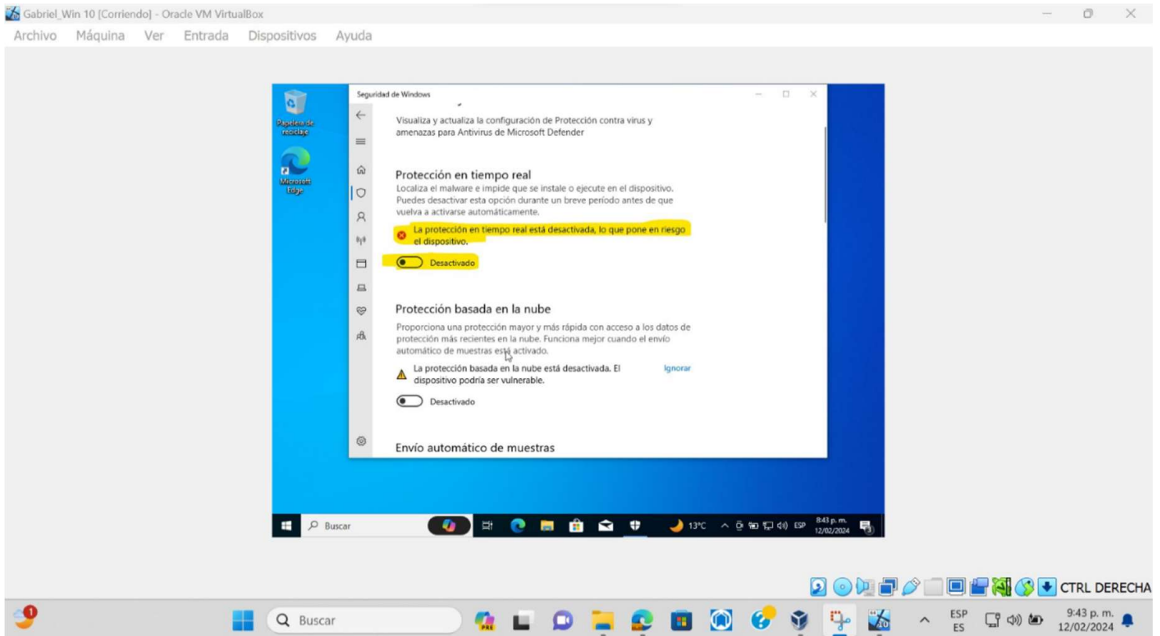 Gabriel_Win 10 [Corriendo] - Oracle VM VirtualBox
Archivo Máquina Ver Entrada Dispositivos Ayuda
Papelera de
reciclaje
Microsoft
Edge
Seguridad de Windows
Visualiza y actualiza la configuración de Protección contra virus y
amenazas para Antivirus de Microsoft Defender
Protección en tiempo real
Localiza el malware e impide que se instale o ejecute en el dispositivo.
Puedes desactivar esta opción durante un breve período antes de que
vuelva a activarse automáticamente.
La protección en tiempo real está desactivada, lo que pone en riesgo
el dispositivo.
Desactivado
Protección basada en la nube
Proporciona una protección mayor y más rápida con acceso a los datos de
protección más recientes en la nube. Funciona mejor cuando el envío
automático de muestras está activado.
La protección basada en la nube está desactivada. El Ignorar
dispositivo podría ser vulnerable.
Desactivado
Envío automático de muestras
Buscar 13°C ESP 8:43 p. m.
12/02/2024
CTRL DERECHA
1 Buscar PRE ESP 9:43 p. m.
ES 12/02/2024